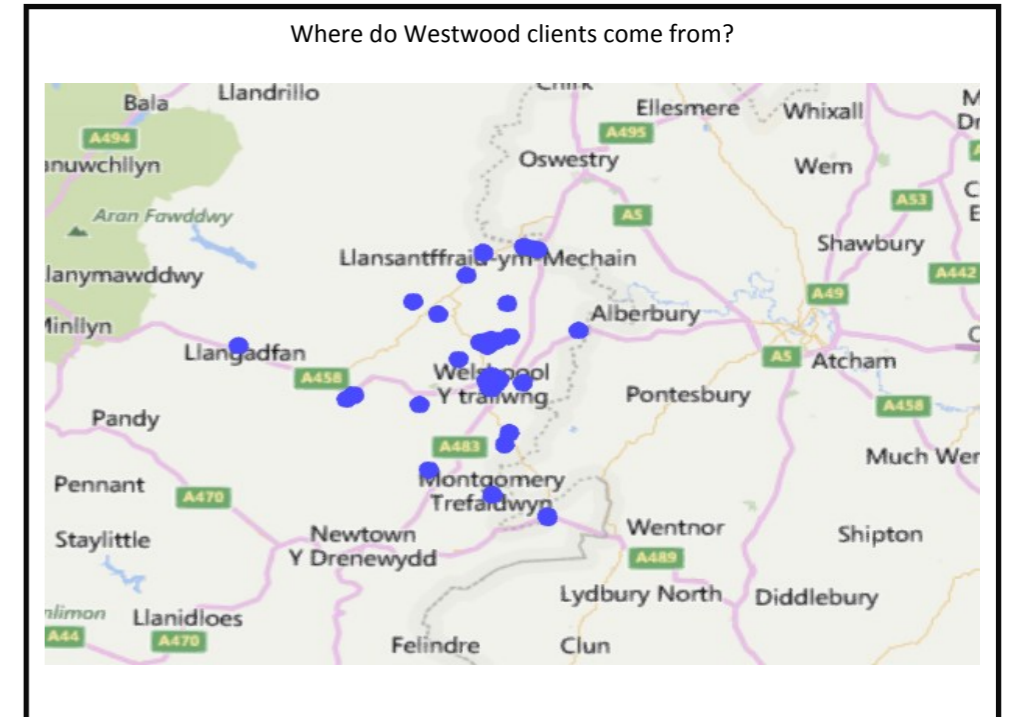 Where do Westwood clients come from?
Llandrillo
Bala
Ellesmere
Whixall
A494
A495
Oswestry
Wem
A53
Aran Fawddwy
A5
Shawbury
Llansantffraid-ym-Mechain
A442
A49
Alberbury
Llangadfan
A5
Atcham
A458
Welshpool
Y trallwng
Pontesbury
A458
Pandy
A483
Much Wer
Pennant
A470
Montgomery
Trefaldwyn
Newtown
Y Drenewydd
Wentnor
Shipton
Staylittle
A489
Lydbury North
Diddlebury
Llanidloes
A44
A470
Felindre
Clun